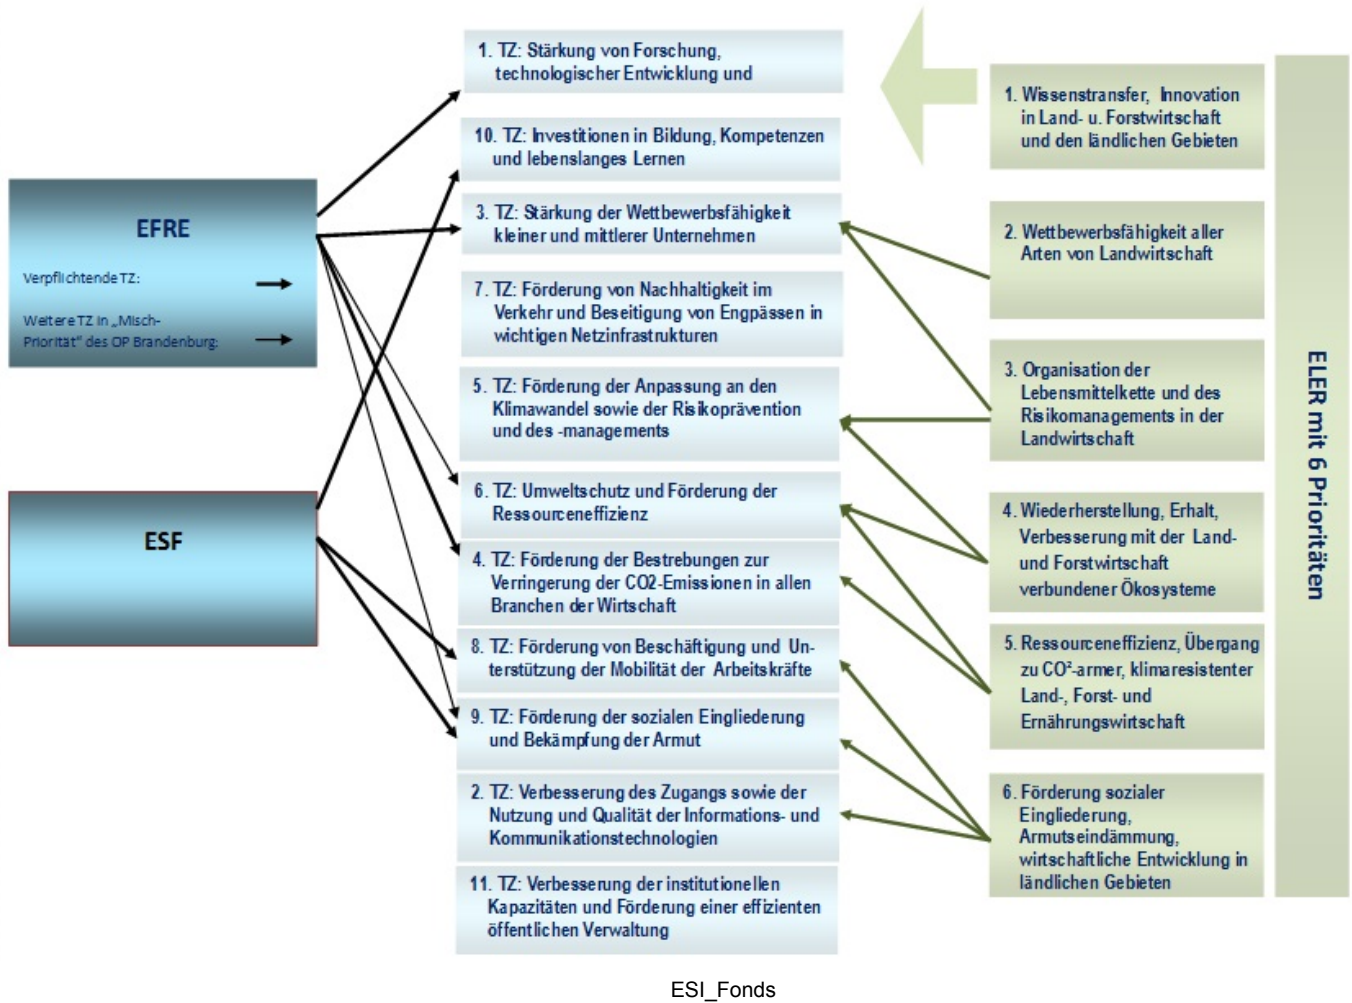 EFRE
Verpflichtende TZ:
Weitere TZ in „Misch-
Priorität“ des OP Brandenburg:
ESF
1. TZ: Stärkung von Forschung,
technologischer Entwicklung und
10. TZ: Investitionen in Bildung, Kompetenzen
und lebenslanges Lernen
3. TZ: Stärkung der Wettbewerbsfähigkeit
kleiner und mittlerer Unternehmen
7. TZ: Förderung von Nachhaltigkeit im
Verkehr und Beseitigung von Engpässen in
wichtigen Netzinfrastrukturen
5. TZ: Förderung der Anpassung an den
Klimawandel sowie der Risikoprävention
und des -managements
6. TZ: Umweltschutz und Förderung der
Ressourceneffizienz
4. TZ: Förderung der Bestrebungen zur
Verringerung der CO2-Emissionen in allen
Branchen der Wirtschaft
8. TZ: Förderung von Beschäftigung und Un-
terstützung der Mobilität der Arbeitskräfte
9. TZ: Förderung der sozialen Eingliederung
und Bekämpfung der Armut
2. TZ: Verbesserung des Zugangs sowie der
Nutzung und Qualität der Informations- und
Kommunikationstechnologien
11. TZ: Verbesserung der institutionellen
Kapazitäten und Förderung einer effizienten
öffentlichen Verwaltung
1. Wissenstransfer, Innovation
in Land- u. Forstwirtschaft
und den ländlichen Gebieten
2. Wettbewerbsfähigkeit aller
Arten von Landwirtschaft
3. Organisation der
Lebensmittelkette und des
Risikomanagements in der
Landwirtschaft
4. Wiederherstellung, Erhalt,
Verbesserung mit der Land-
und Forstwirtschaft
verbundener Ökosysteme
5. Ressourceneffizienz, Übergang
zu CO²-armer, klimaresistenter
Land-, Forst- und
Ernährungswirtschaft
6. Förderung sozialer
Eingliederung,
Armutseindämmung,
wirtschaftliche Entwicklung in
ländlichen Gebieten
ELER mit 6 Prioritäten
ESI_Fonds